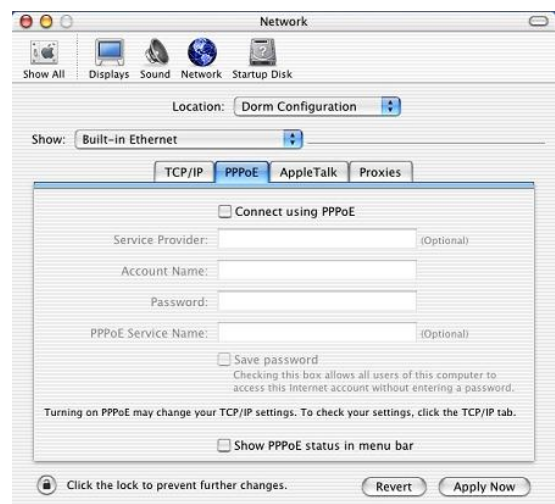 Network
Show All Displays Sound Network Startup Disk
Location: Dorm Configuration
Show: Built-in Ethernet
TCP/IP PPPoE AppleTalk Proxies
Connect using PPPoE
Service Provider: (Optional)
Account Name:
Password:
PPPoE Service Name: (Optional)
Save password
Checking this box allows all users of this computer to
access this Internet account without entering a password.
Turning on PPPoE may change your TCP/IP settings. To check your settings, click the TCP/IP tab.
Show PPPoE status in menu bar
Click the lock to prevent further changes. Revert Apply Now